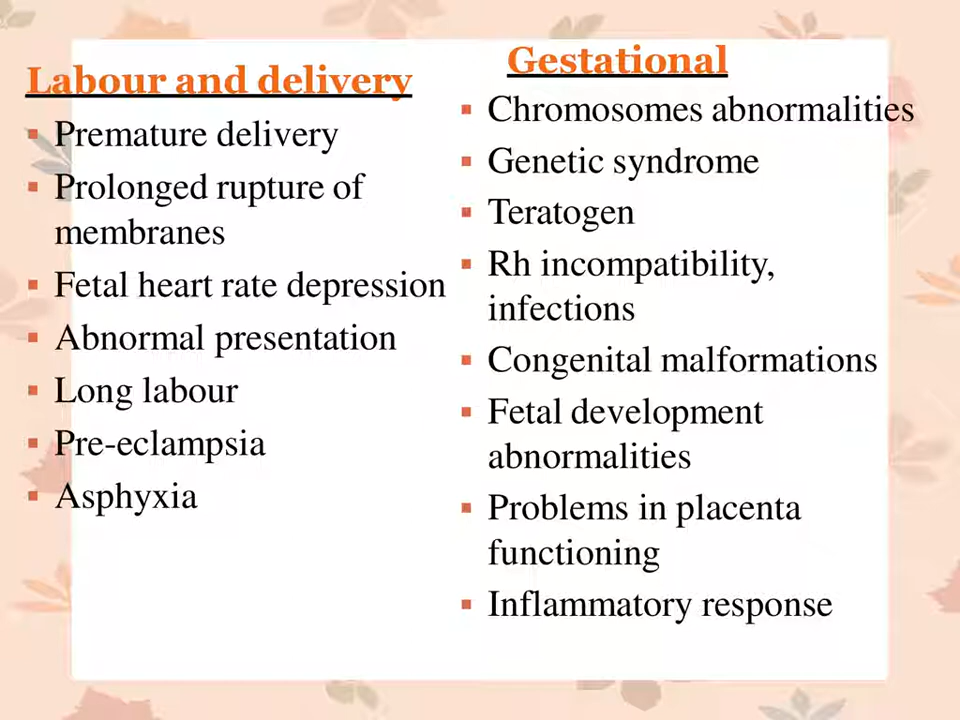 Labour and delivery
▪ Premature delivery
▪ Prolonged rupture of
membranes
▪ Fetal heart rate depression
▪ Abnormal presentation
▪ Long labour
▪ Pre-eclampsia
▪ Asphyxia
Gestational
▪ Chromosomes abnormalities
▪ Genetic syndrome
▪ Teratogen
▪ Rh incompatibility,
infections
▪ Congenital malformations
▪ Fetal development
abnormalities
▪ Problems in placenta
functioning
▪ Inflammatory response